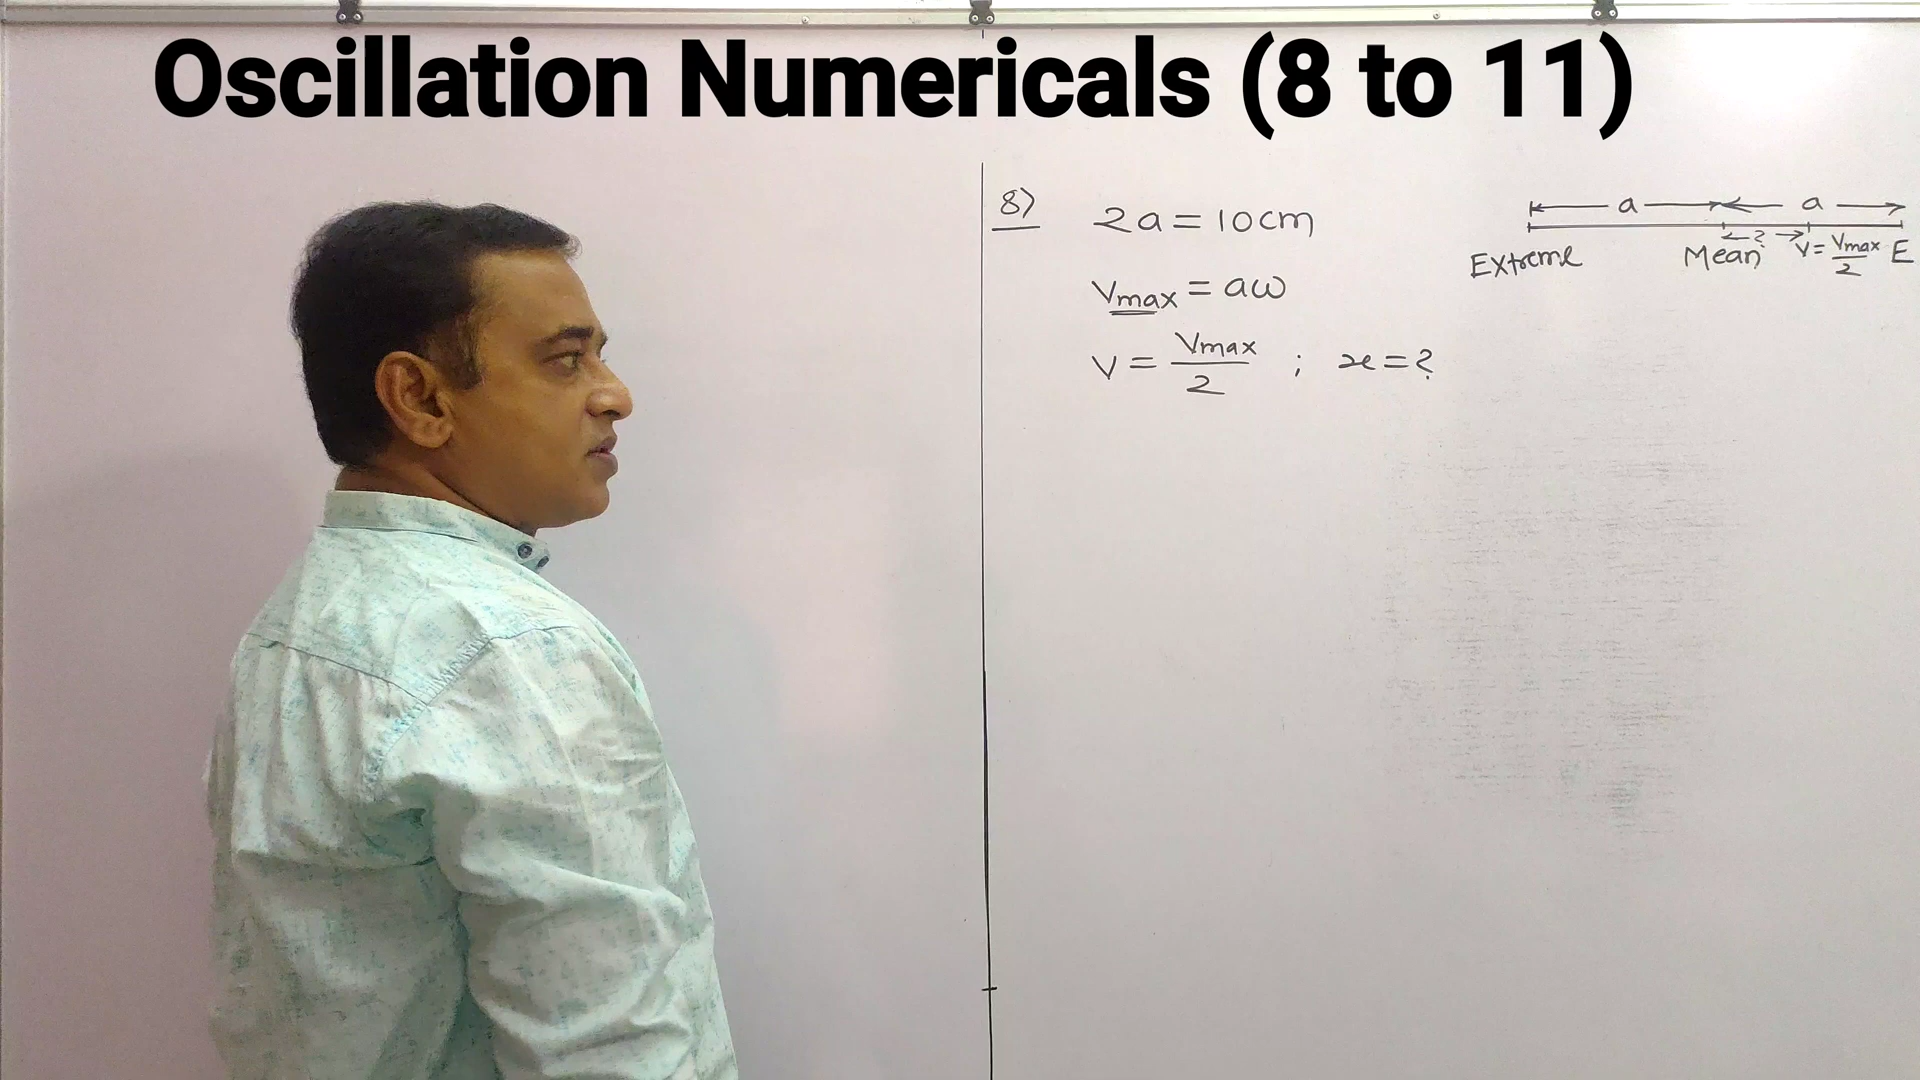 Oscillation Numericals (8 to 11)
8) 2a = 10cm
Vmax = aω
V = Vmax/2 ; x = ?
a a
?
Extreme Mean V = Vmax/2 E